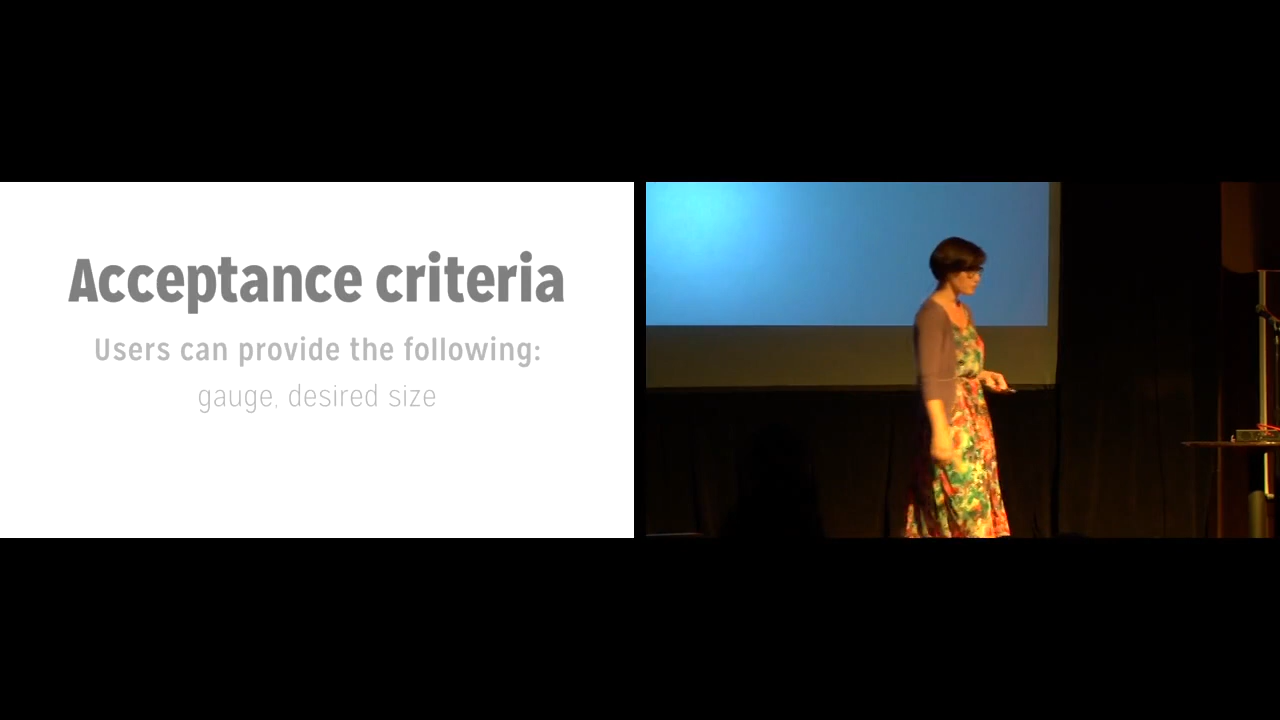 Acceptance criteria
Users can provide the following:
gauge, desired size